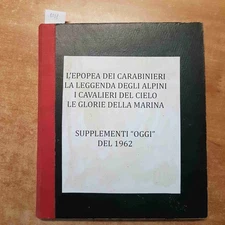 L'EPOPEA DEI CARABINIERI
LA LEGGENDA DEGLI ALPINI
I CAVALIERI DEL CIELO
LE GLORIE DELLA MARINA
SUPPLEMENTI "OGGI"
DEL 1962